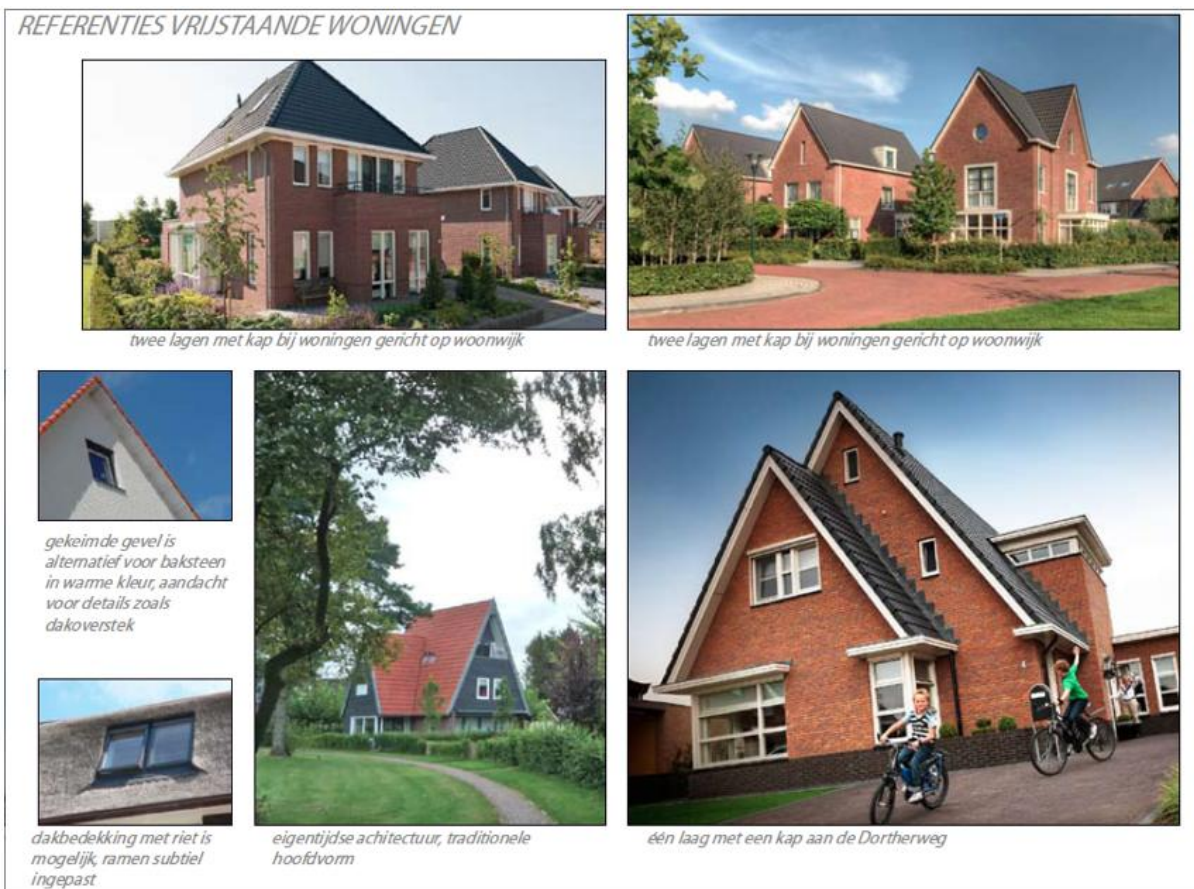 REFERENTIES VRIJSTAANDE WONINGEN
twee lagen met kap bij woningen gericht op woonwijk
twee lagen met kap bij woningen gericht op woonwijk
gekeimde gevel is
alternatief voor baksteen
in warme kleur, aandacht
voor details zoals
dakoverstek
dakbedekking met riet is
mogelijk, ramen subtiel
ingepast
eigentijdse achitectuur, traditionele
hoofdvorm
één laag met een kap aan de Dortherweg